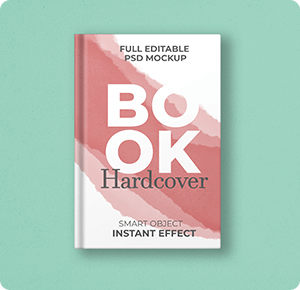 FULL EDITABLE
PSD MOCKUP
BO
OK
Hardcover
SMART OBJECT
INSTANT EFFECT